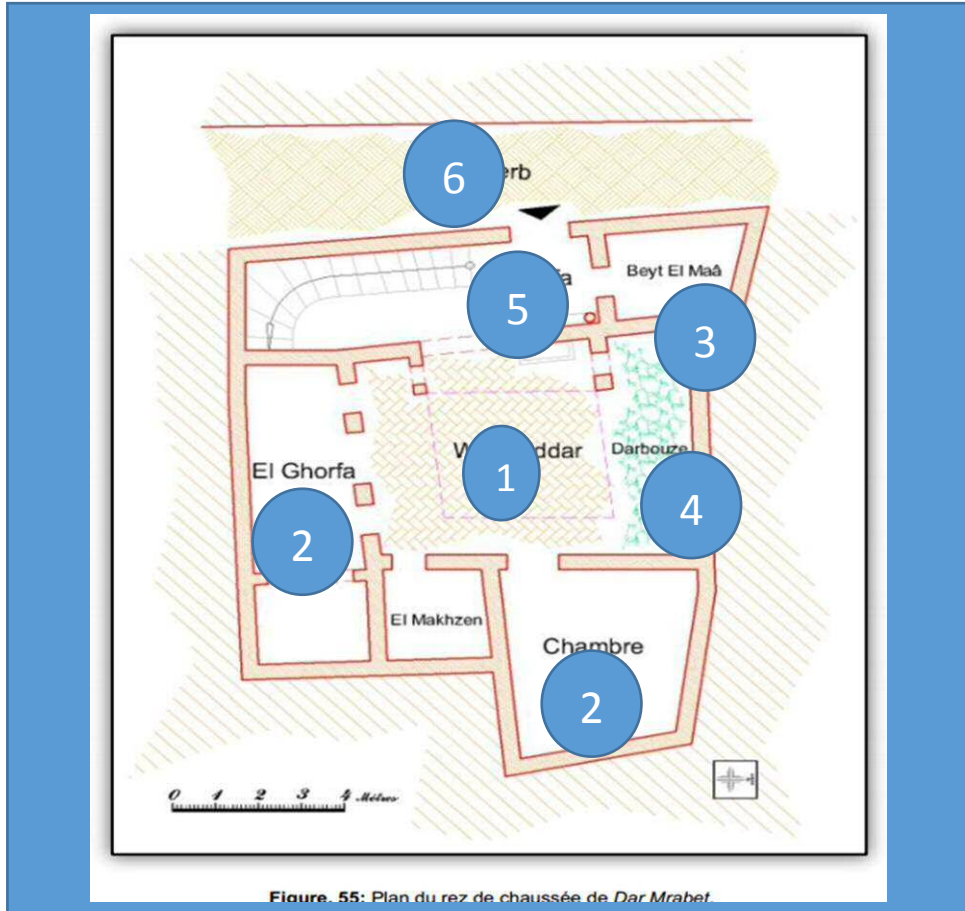 6
erb
Beyt El Maâ
5
3
El Ghorfa
1
ddar
Darbouze
4
2
El Makhzen
Chambre
2
0 1 2 3 4 Mètres
Figure. 55: Plan du rez de chaussée de Dar Mrabet.